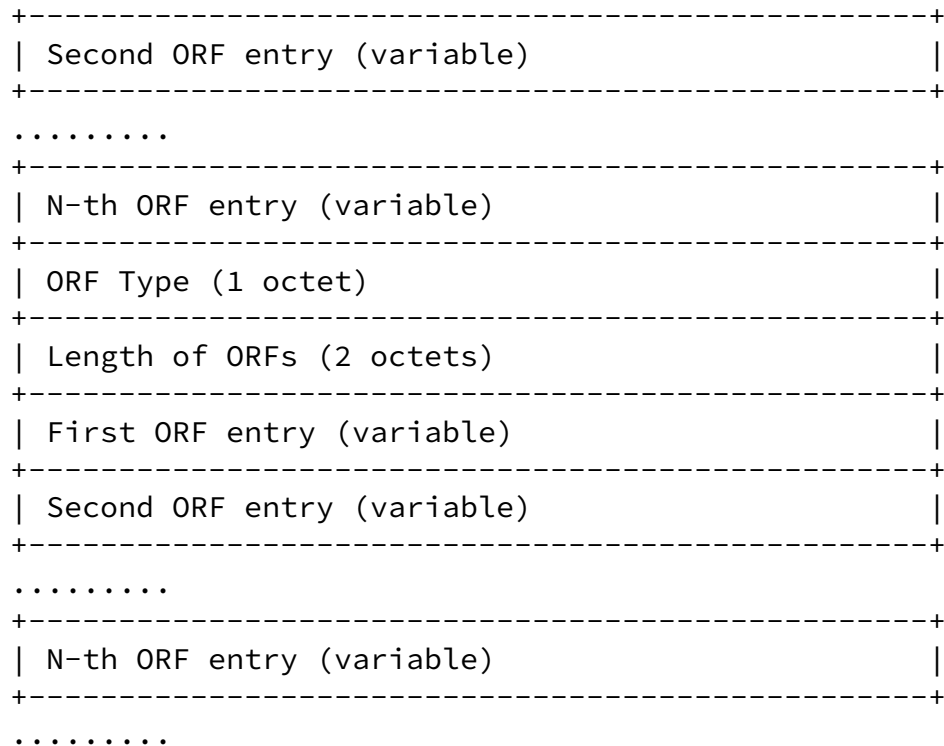 +--------------------------------------------------+
| Second ORF entry (variable)                      |
+--------------------------------------------------+
.........
+--------------------------------------------------+
| N-th ORF entry (variable)                        |
+--------------------------------------------------+
| ORF Type (1 octet)                               |
+--------------------------------------------------+
| Length of ORFs (2 octets)                        |
+--------------------------------------------------+
| First ORF entry (variable)                       |
+--------------------------------------------------+
| Second ORF entry (variable)                      |
+--------------------------------------------------+
.........
+--------------------------------------------------+
| N-th ORF entry (variable)                        |
+--------------------------------------------------+
.........